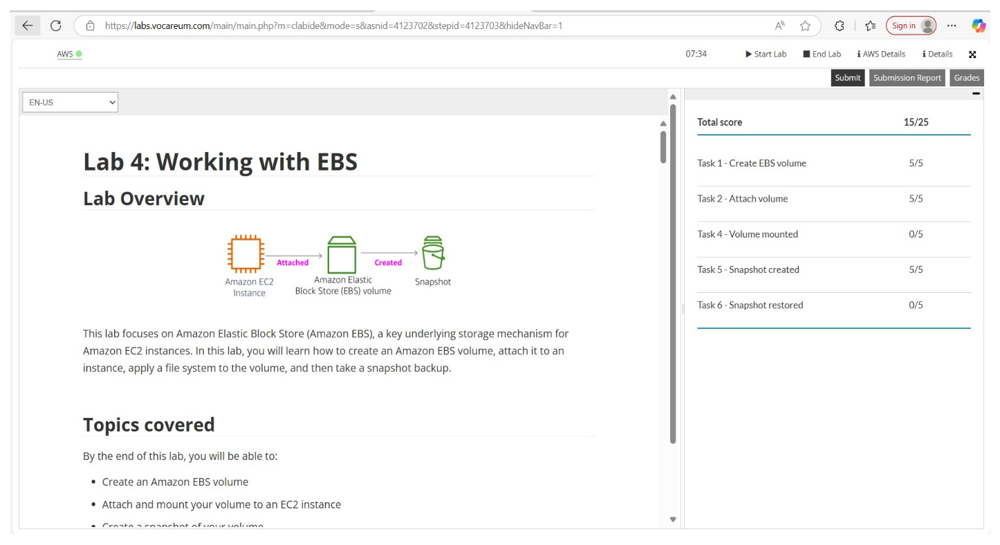 https://labs.vocareum.com/main/main.php?m=clabide&mode=s&asnid=4123702&stepid=4123703&hideNavBar=1
Sign in
AWS
07:34
Start Lab
End Lab
AWS Details
Details
Submit
Submission Report
Grades
EN-US
Lab 4: Working with EBS
Lab Overview
Attached
Created
Amazon EC2
Instance
Amazon Elastic
Block Store (EBS) volume
Snapshot
This lab focuses on Amazon Elastic Block Store (Amazon EBS), a key underlying storage mechanism for
Amazon EC2 instances. In this lab, you will learn how to create an Amazon EBS volume, attach it to an
instance, apply a file system to the volume, and then take a snapshot backup.
Topics covered
By the end of this lab, you will be able to:
• Create an Amazon EBS volume
• Attach and mount your volume to an EC2 instance
• Create a snapshot of your volume
Total score 15/25
Task 1 - Create EBS volume 5/5
Task 2 - Attach volume 5/5
Task 4 - Volume mounted 0/5
Task 5 - Snapshot created 5/5
Task 6 - Snapshot restored 0/5